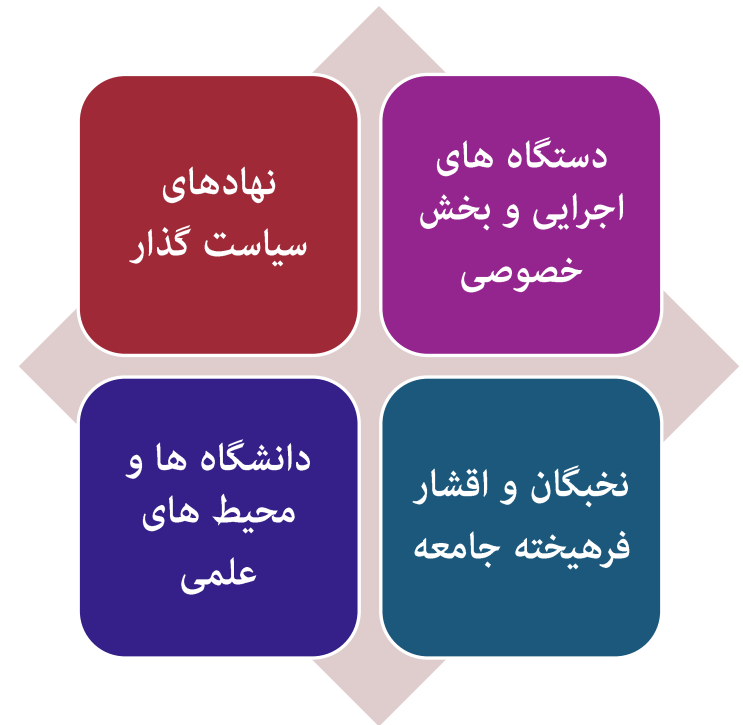 دستگاه های
اجرایی و بخش
خصوصی
نهادهای
سیاست گذار
نخبگان و اقشار
فرهیخته جامعه
دانشگاه ها و
محیط های
علمی